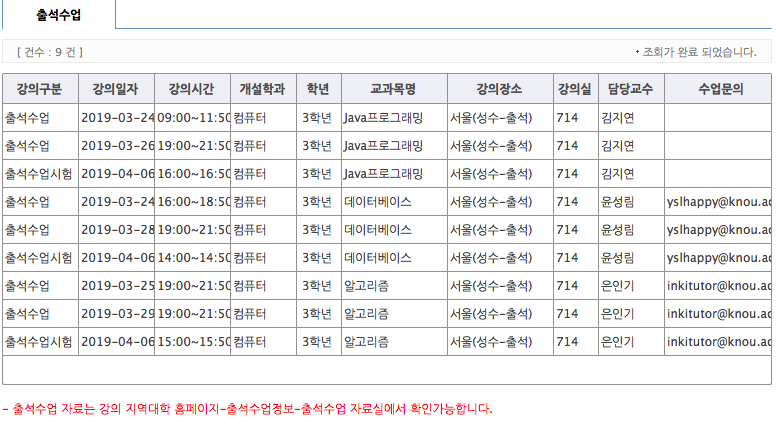 출석수업
[ 건수 : 9 건 ] • 조회가 완료 되었습니다.
강의구분 강의일자 강의시간 개설학과 학년 교과목명 강의장소 강의실 담당교수 수업문의
출석수업 2019-03-24 09:00~11:50 컴퓨터 3학년 Java프로그래밍 서울(성수-출석) 714 김지연
출석수업 2019-03-26 19:00~21:50 컴퓨터 3학년 Java프로그래밍 서울(성수-출석) 714 김지연
출석수업시험 2019-04-06 16:00~16:50 컴퓨터 3학년 Java프로그래밍 서울(성수-출석) 714 김지연
출석수업 2019-03-24 16:00~18:50 컴퓨터 3학년 데이터베이스 서울(성수-출석) 714 윤성림 yslhappy@knou.ac
출석수업 2019-03-28 19:00~21:50 컴퓨터 3학년 데이터베이스 서울(성수-출석) 714 윤성림 yslhappy@knou.ac
출석수업시험 2019-04-06 14:00~14:50 컴퓨터 3학년 데이터베이스 서울(성수-출석) 714 윤성림 yslhappy@knou.ac
출석수업 2019-03-25 19:00~21:50 컴퓨터 3학년 알고리즘 서울(성수-출석) 714 은인기 inkitutor@knou.ac
출석수업 2019-03-29 19:00~21:50 컴퓨터 3학년 알고리즘 서울(성수-출석) 714 은인기 inkitutor@knou.ac
출석수업시험 2019-04-06 15:00~15:50 컴퓨터 3학년 알고리즘 서울(성수-출석) 714 은인기 inkitutor@knou.ac
- 출석수업 자료는 강의 지역대학 홈페이지-출석수업정보-출석수업 자료실에서 확인가능합니다.